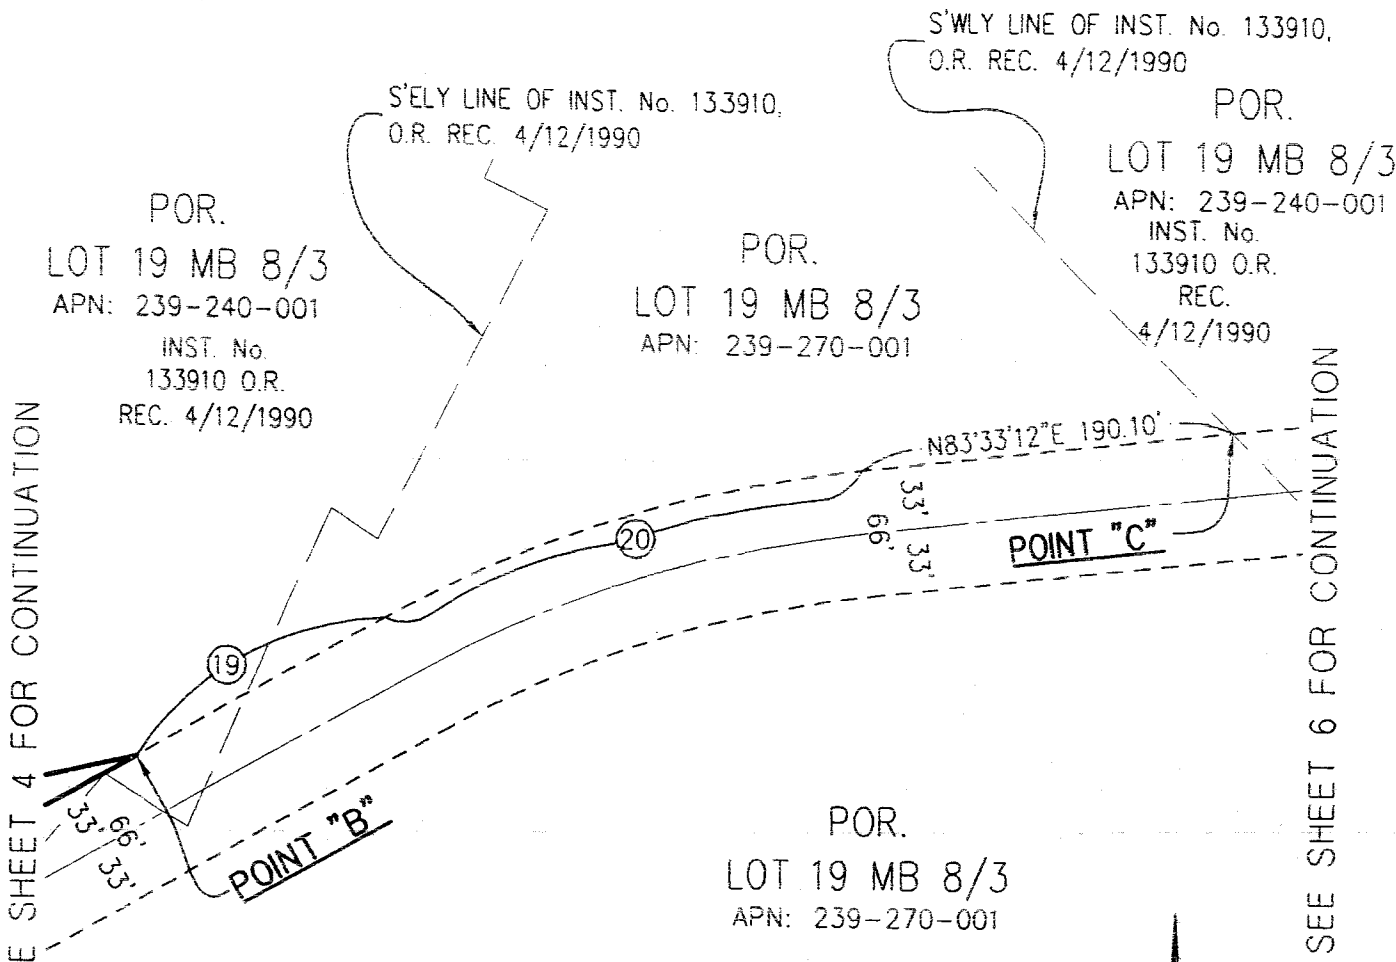 S'WLY LINE OF INST. No. 133910,
O.R. REC. 4/12/1990
S'ELY LINE OF INST. No. 133910,
O.R. REC. 4/12/1990
POR.
LOT 19 MB 8/3
APN: 239-240-001
INST. No.
133910 O.R.
REC.
4/12/1990
POR.
LOT 19 MB 8/3
APN: 239-240-001
INST. No.
133910 O.R.
REC. 4/12/1990
POR.
LOT 19 MB 8/3
APN: 239-270-001
N83°33'12"E 190.10'
33'
66'
33'
POINT "C"
20
19
33'
66'
33'
POINT "B"
POR.
LOT 19 MB 8/3
APN: 239-270-001
E SHEET 4 FOR CONTINUATION
SEE SHEET 6 FOR CONTINUATION